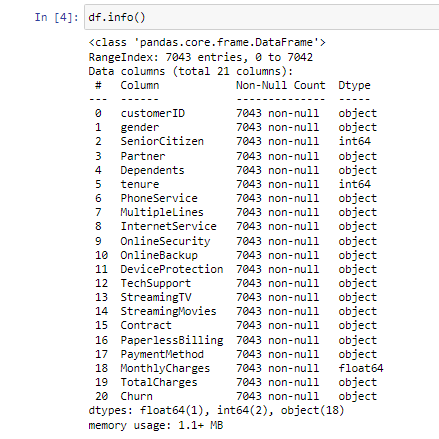 In [4]: df.info()
<class 'pandas.core.frame.DataFrame'>
RangeIndex: 7043 entries, 0 to 7042
Data columns (total 21 columns):
 #   Column            Non-Null Count  Dtype
---  ------            --------------  -----
 0   customerID        7043 non-null   object
 1   gender            7043 non-null   object
 2   SeniorCitizen     7043 non-null   int64
 3   Partner           7043 non-null   object
 4   Dependents        7043 non-null   object
 5   tenure            7043 non-null   int64
 6   PhoneService      7043 non-null   object
 7   MultipleLines     7043 non-null   object
 8   InternetService   7043 non-null   object
 9   OnlineSecurity    7043 non-null   object
 10  OnlineBackup      7043 non-null   object
 11  DeviceProtection  7043 non-null   object
 12  TechSupport       7043 non-null   object
 13  StreamingTV       7043 non-null   object
 14  StreamingMovies   7043 non-null   object
 15  Contract          7043 non-null   object
 16  PaperlessBilling  7043 non-null   object
 17  PaymentMethod     7043 non-null   object
 18  MonthlyCharges    7043 non-null   float64
 19  TotalCharges      7043 non-null   object
 20  Churn             7043 non-null   object
dtypes: float64(1), int64(2), object(18)
memory usage: 1.1+ MB